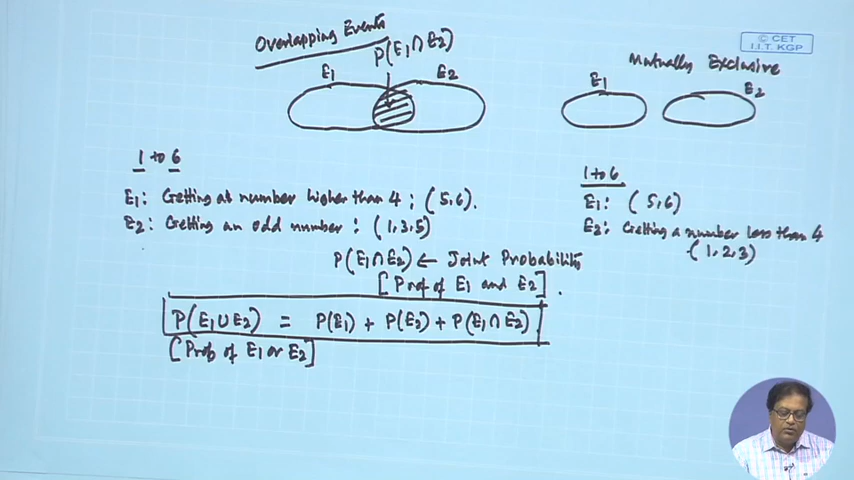 Overlapping Events
P(E1∩E2)
E1
E2
1 to 6
E1: Getting at number higher than 4 ; (5,6).
E2: Getting an odd number : (1,3,5)
© CET
I.I.T. KGP
Mutually Exclusive
E1
E2
1 to 6
E1: (5,6)
E2: Getting a number less than 4
(1,2,3)
P(E1∩E2) ← Joint Probability
[Prob of E1 and E2].
P(E1∪E2) = P(E1) + P(E2) + P(E1∩E2)
[Prob of E1 or E2]